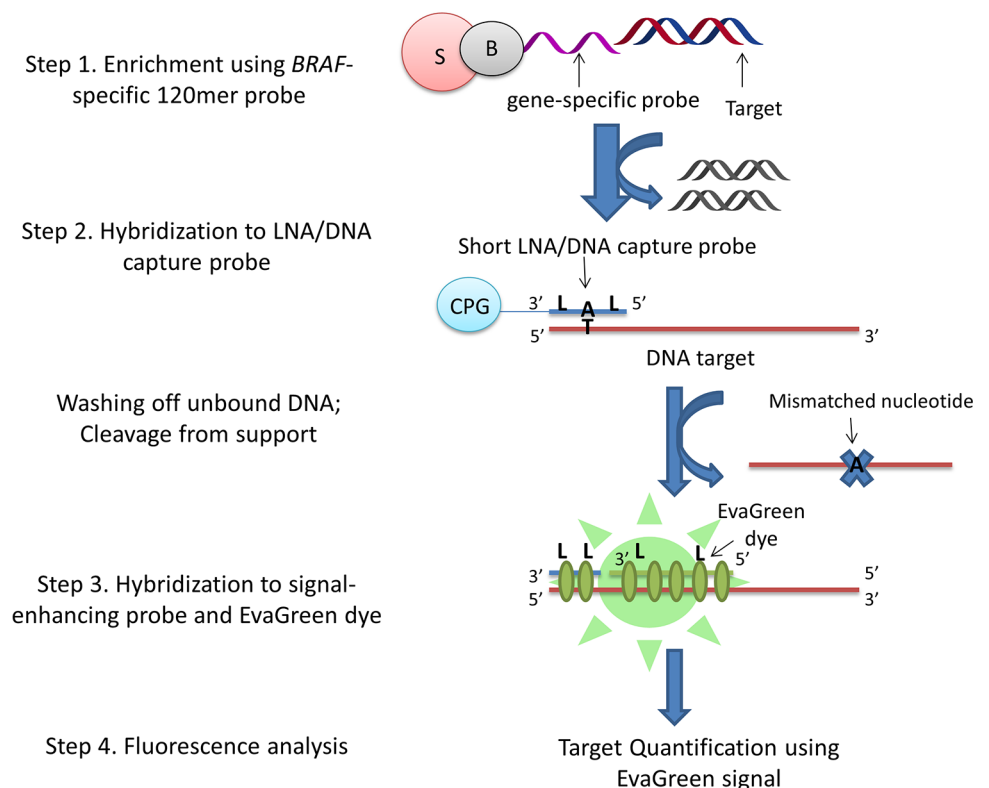 S
B
Step 1. Enrichment using BRAF-
specific 120mer probe
gene-specific probe
Target
Step 2. Hybridization to LNA/DNA
capture probe
Short LNA/DNA capture probe
CPG
3’ L A L 5’
T
5’ 3’
DNA target
Washing off unbound DNA;
Cleavage from support
Mismatched nucleotide
A
EvaGreen
dye
L L 3’ L L 5’
3’ 5’
5’ 3’
Step 3. Hybridization to signal-
enhancing probe and EvaGreen dye
Step 4. Fluorescence analysis
Target Quantification using
EvaGreen signal